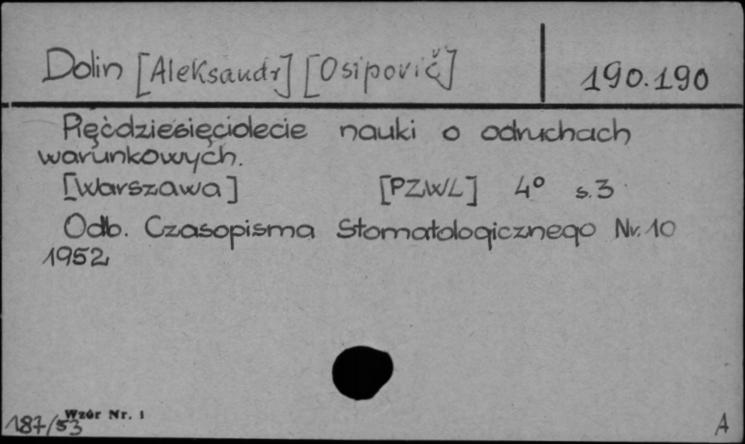 Dolin [Aleksandr] [Osipovič] 190.190
Pięćdziesięciolecie nauki o odruchach
warunkowych.
[Warszawa] [PZWL] 4° s.3
Odb. Czasopisma Stomatologicznego Nr. 10
1952
Wzór Nr. 1
187/53 A